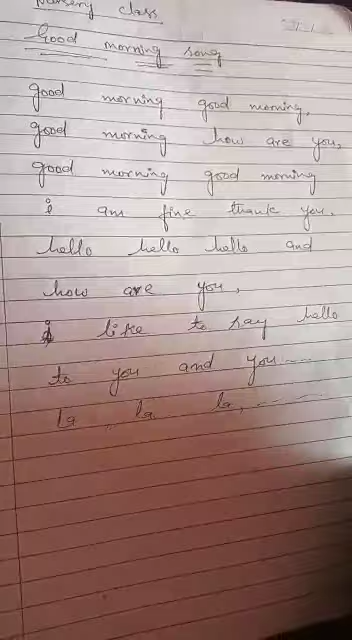 Nursery class
Good morning song
good morning good morning,
good morning how are you,
good morning good morning
i am fine thank you.
hello hello hello and
how are you,
i like to say hello
to you and you---
La la la,------